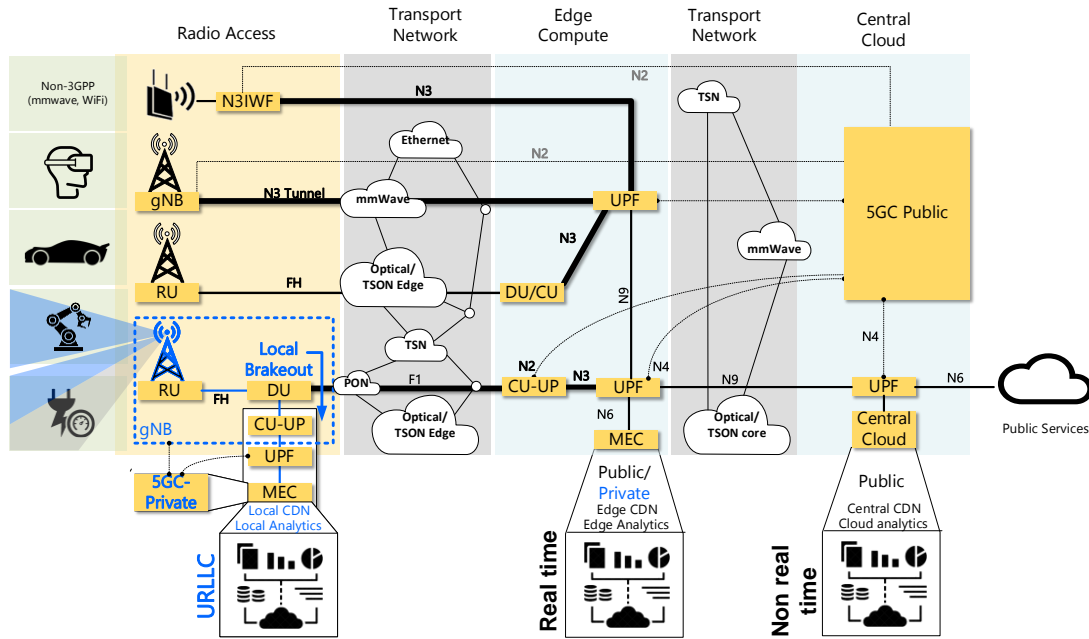 Radio Access
Transport
Network
Edge
Compute
Transport
Network
Central
Cloud
Non-3GPP
(mmwave, WiFi)
N3IWF
N3
N2
TSN
Ethernet
N2
gNB
N3 Tunnel
mmWave
UPF
5GC Public
N3
mmWave
RU
FH
Optical/
TSON Edge
DU/CU
N9
Local
Brakeout
TSN
N2
N4
N4
RU
FH
DU
PON
F1
CU-UP
N3
UPF
N9
UPF
N6
Public Services
gNB
CU-UP
Optical/
TSON Edge
N6
MEC
Optical/
TSON core
Central
Cloud
UPF
5GC-
Private
MEC
Local CDN
Local Analytics
Public/
Private
Edge CDN
Edge Analytics
Public
Central CDN
Cloud analytics
URLLC
Real time
Non real
time